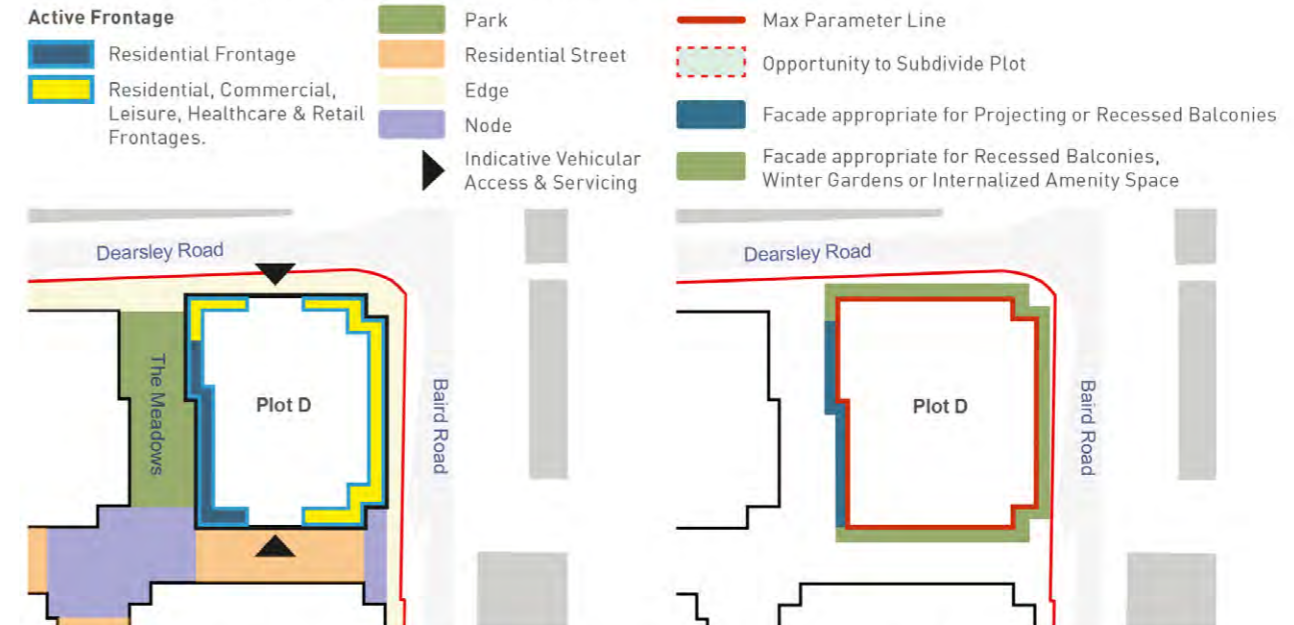 Active Frontage
Residential Frontage
Residential, Commercial,
Leisure, Healthcare & Retail
Frontages.
Park
Residential Street
Edge
Node
Indicative Vehicular
Access & Servicing
Max Parameter Line
Opportunity to Subdivide Plot
Facade appropriate for Projecting or Recessed Balconies
Facade appropriate for Recessed Balconies,
Winter Gardens or Internalized Amenity Space
Dearsley Road
The Meadows
Plot D
Baird Road
Dearsley Road
Plot D
Baird Road